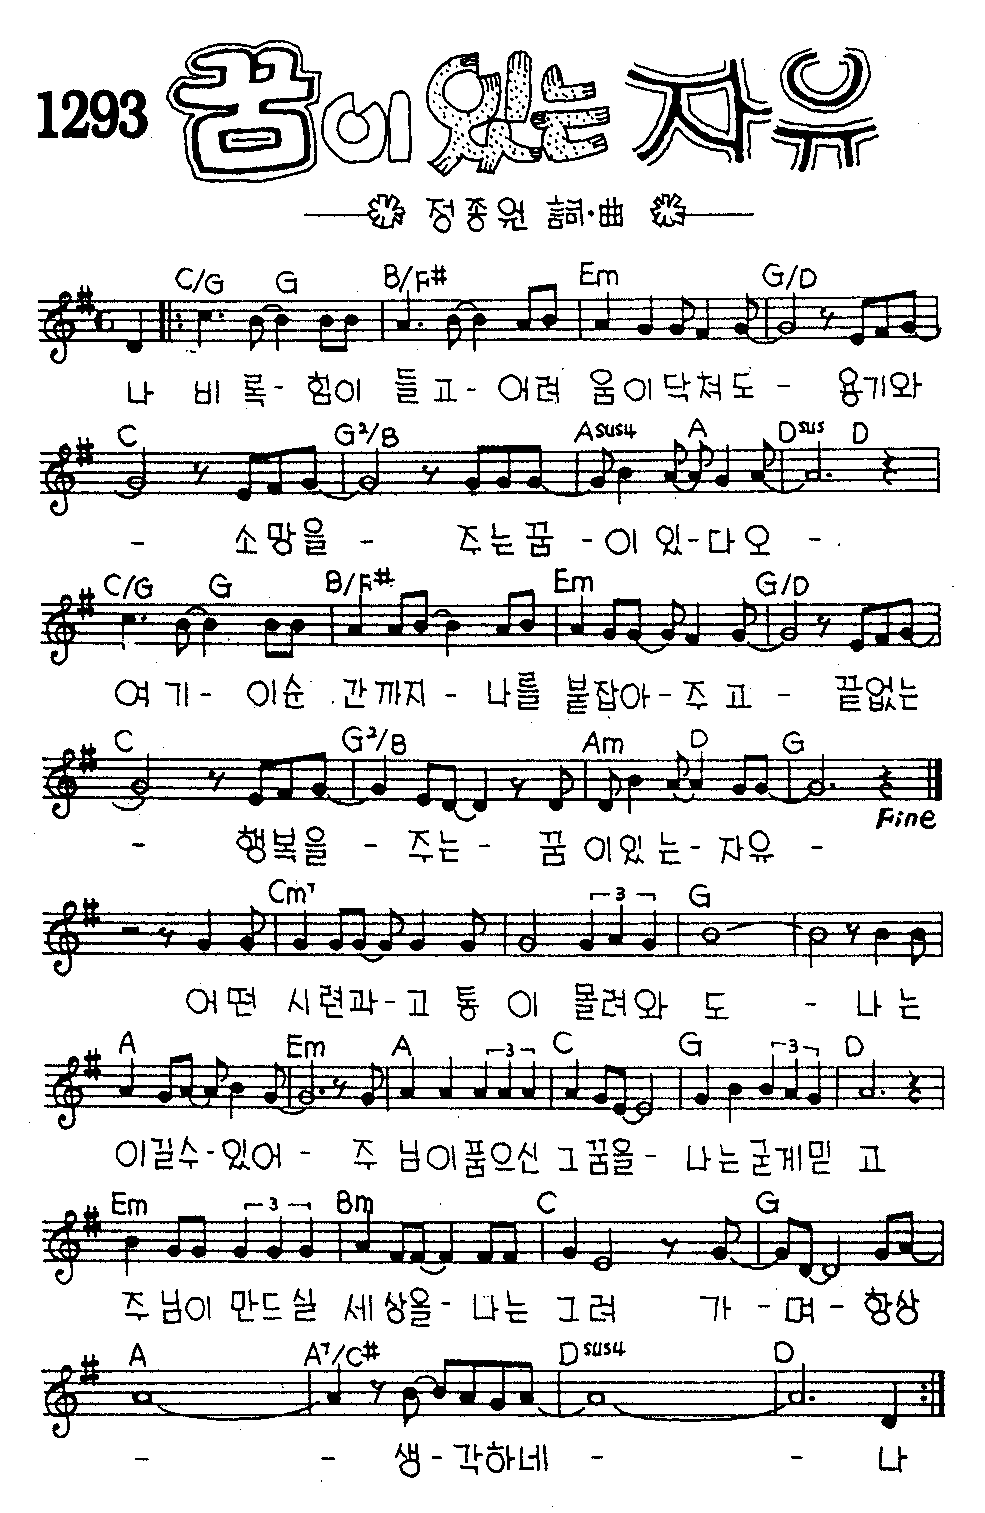 1293 꿈이 있는 자유
정종원 詞·曲
C/G G B/F# Em G/D
나 비 록- 힘이 들 고- 어려 움이닥쳐도 - 용기와
C G²/B Asus4 A Dsus D
- 소망을 - 주는꿈 -이 있-다오 -.
C/G G B/F# Em G/D
여 기- 이순 간까지 - 나를 붙잡아-주고 - 끝없는
C G²/B Am D G
Fine
- 행복을 - 주는- 꿈 이있는-자유 -
Cm7 3 G
어떤 시련과-고 통 이 몰려와 도 - 나는
A Em A 3 C G 3 D
이길수-있어 - 주 님이품으신 그꿈을- 나는굳게믿 고
Em 3 Bm C G
주님이 만드실 세상을- 나는 그려 가 -며-항상
A A7/C# Dsus4 D
- - 생-각하네 - - 나